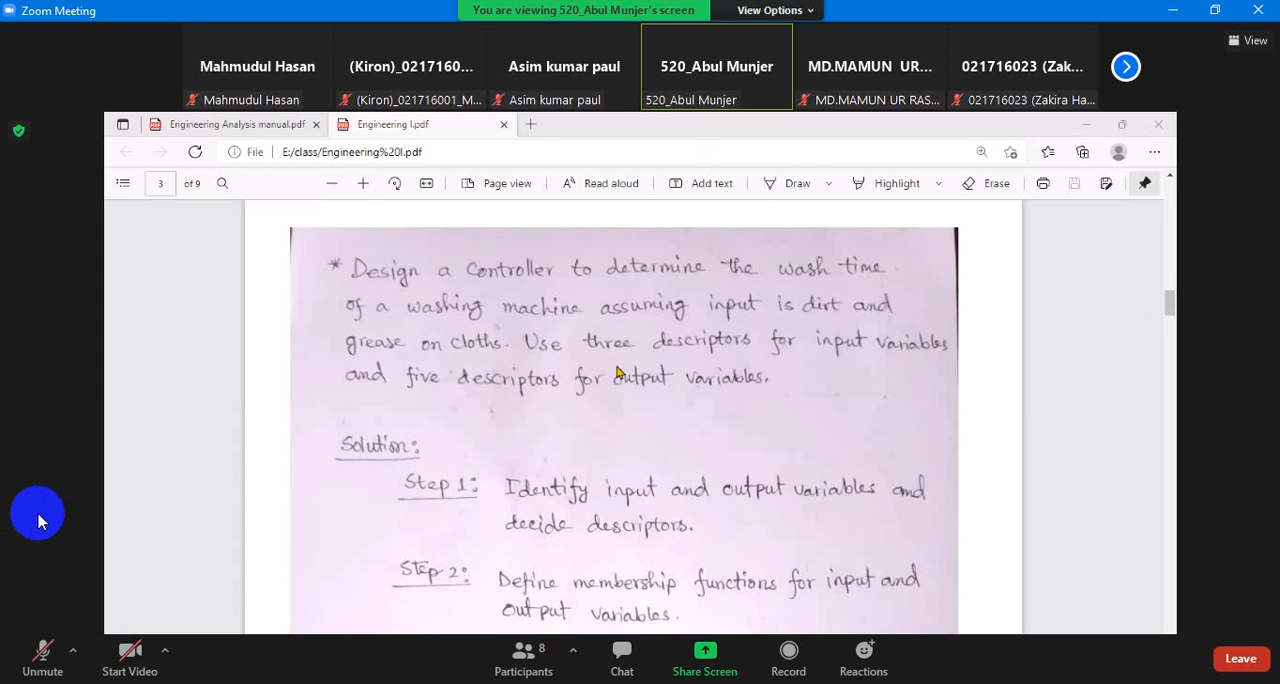 Zoom Meeting
You are viewing 520_Abul Munjer's screen
View Options
View
Mahmudul Hasan
(Kiron)_0217160...
Asim kumar paul
520_Abul Munjer
MD.MAMUN UR...
021716023 (Zak...
Mahmudul Hasan
(Kiron)_021716001_M...
Asim kumar paul
520_Abul Munjer
MD.MAMUN UR RAS...
021716023 (Zakira Ha...
Engineering Analysis manual.pdf
Engineering I.pdf
File
E:/class/Engineering%20I.pdf
3 of 9
Page view
Read aloud
Add text
Draw
Highlight
Erase
* Design a controller to determine the wash time
of a washing machine assuming input is dirt and
grease on cloths. Use three descriptors for input variables
and five descriptors for output variables.
Solution:
Step 1: Identify input and output variables and
decide descriptors.
Step 2: Define membership functions for input and
output variables.
Unmute
Start Video
Participants 8
Chat
Share Screen
Record
Reactions
Leave